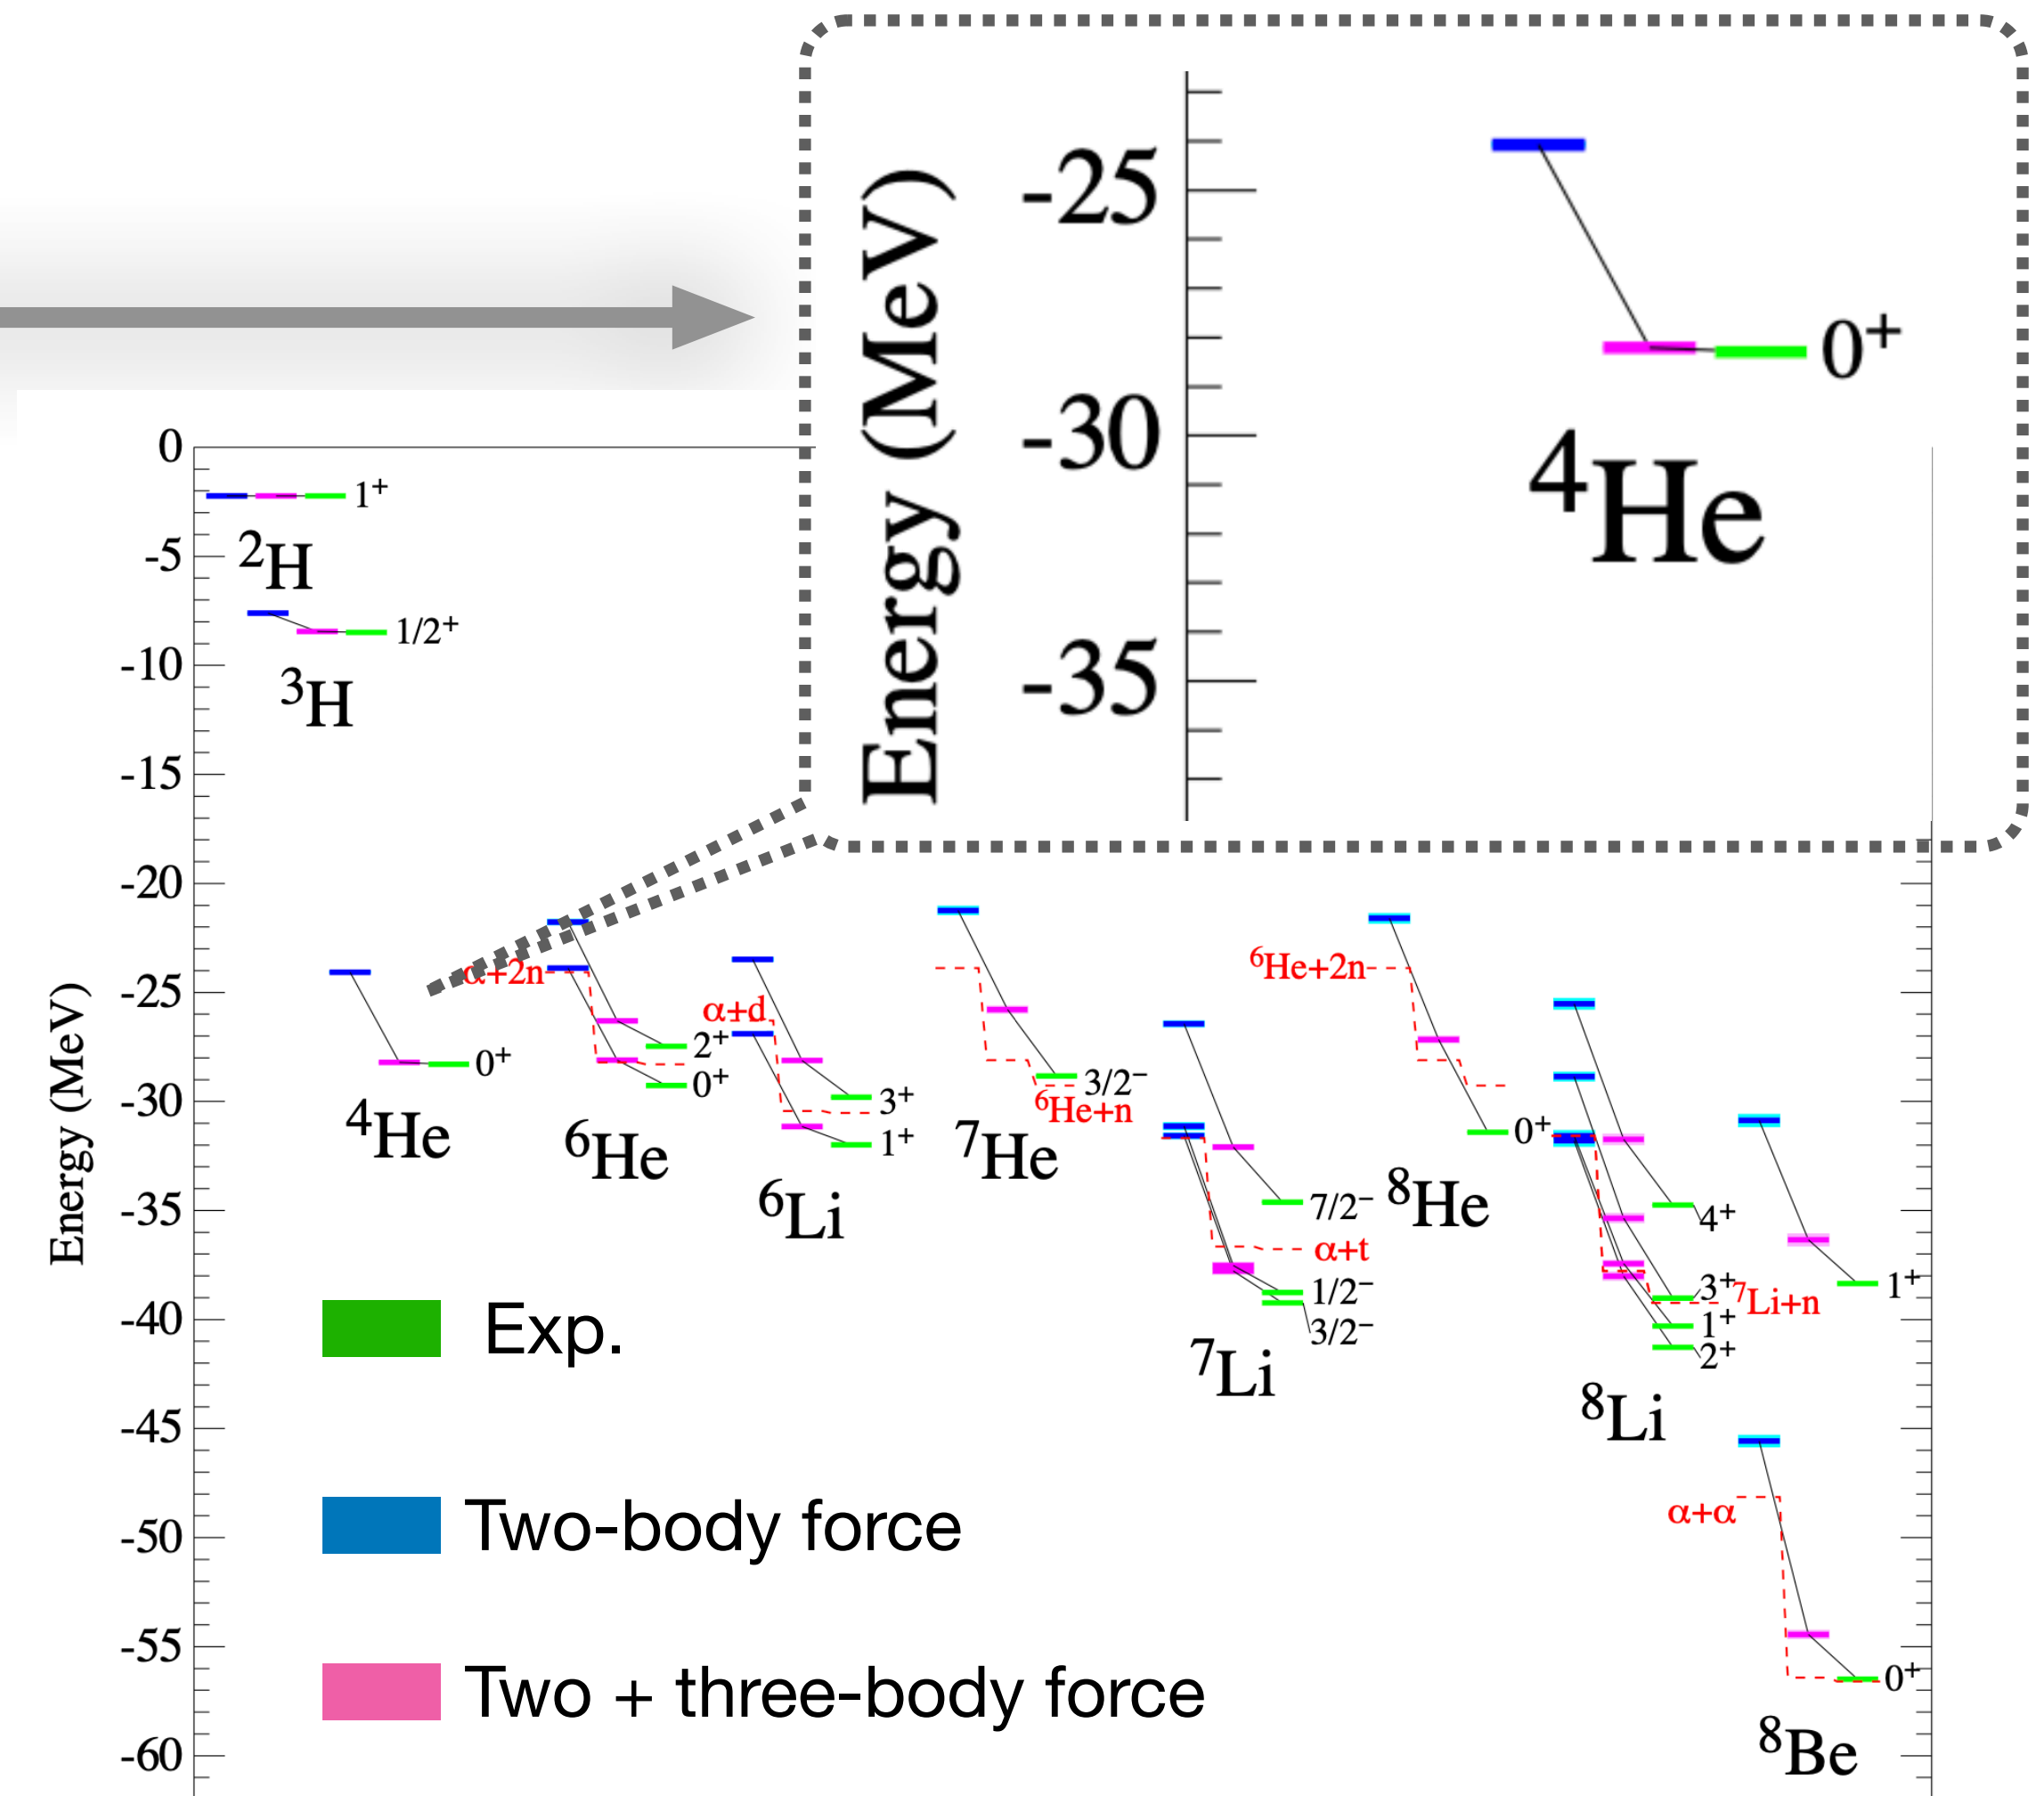 Energy (MeV)
-25
-30
-35
0⁺
⁴He
Energy (MeV)
0
-5
-10
-15
-20
-25
-30
-35
-40
-45
-50
-55
-60
1⁺
²H
1/2⁺
³H
0⁺
⁴He
α+2n
2⁺
0⁺
⁶He
α+d
3⁺
1⁺
⁶Li
3/2⁻
⁶He+n
⁷He
7/2⁻
α+t
1/2⁻
3/2⁻
⁷Li
⁶He+2n
0⁺
⁸He
4⁺
3⁺
⁷Li+n
1⁺
2⁺
⁸Li
1⁺
α+α
0⁺
⁸Be
Exp.
Two-body force
Two + three-body force